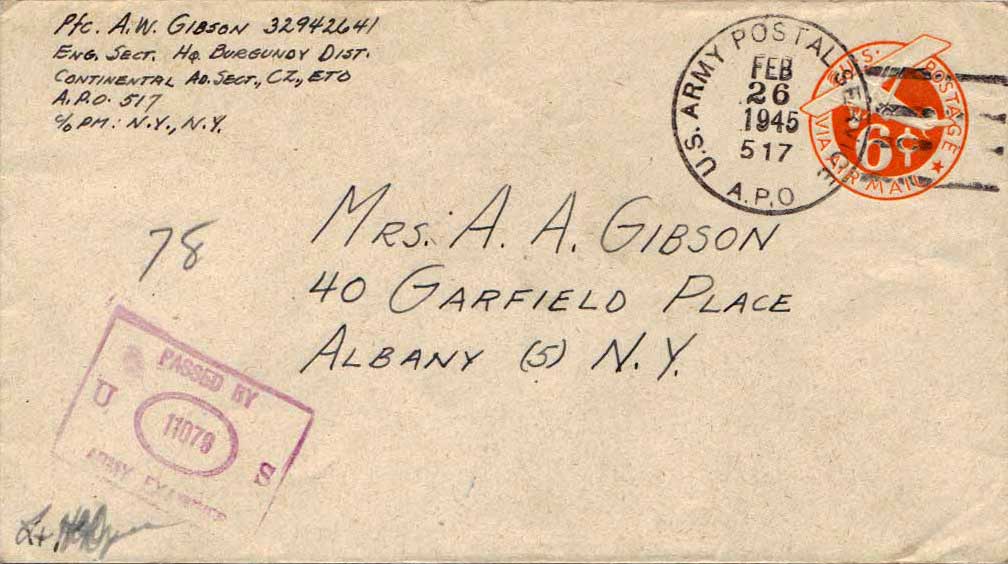 Pfc. A.W. GIBSON 32942641
ENG. SECT. HQ. BURGUNDY DIST.
CONTINENTAL AD. SECT., CZ, ETO
A.P.O. 517
c/o PM: N.Y., N.Y.
U.S. ARMY POSTAL SERVICE
FEB
26
1945
517
A.P.O
U.S. POSTAGE
6¢
VIA AIR MAIL
78
MRS. A. A. GIBSON
40 GARFIELD PLACE
ALBANY (5) N.Y.
PASSED BY
U 11078 S
ARMY EXAMINER
Lt.